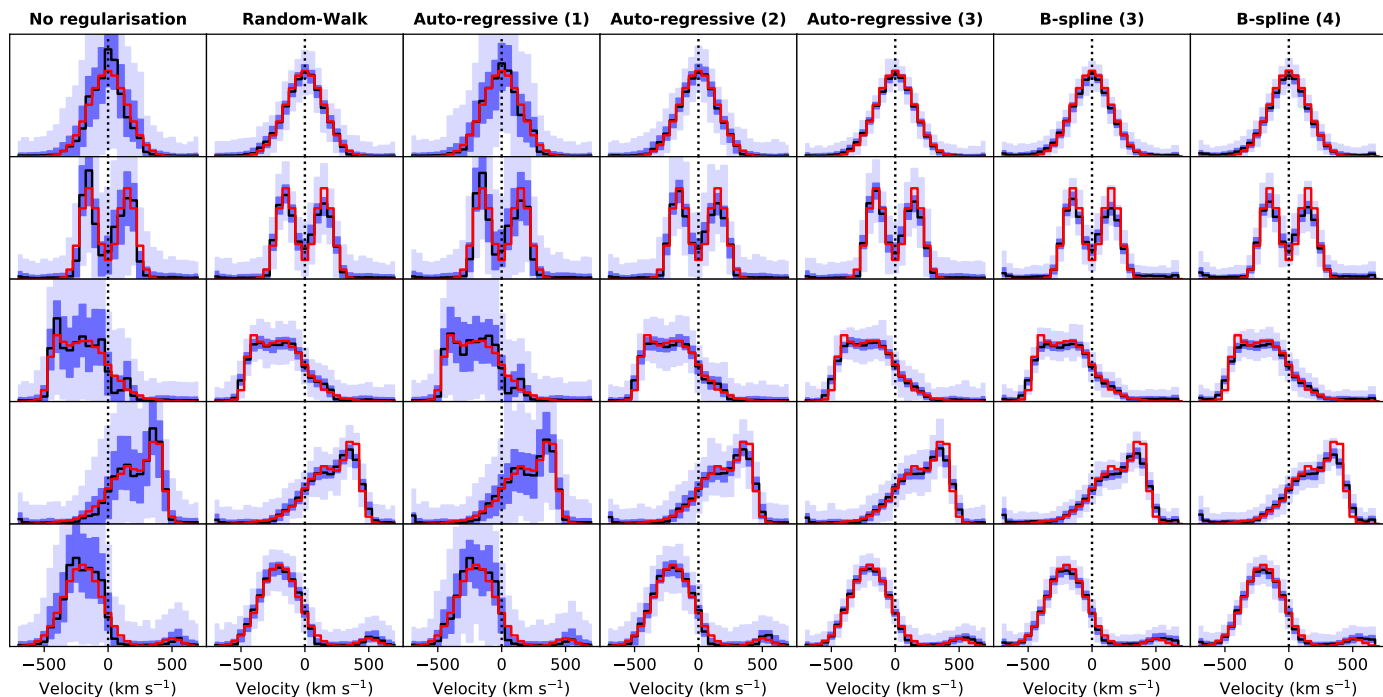 No regularisation Random-Walk Auto-regressive (1) Auto-regressive (2) Auto-regressive (3) B-spline (3) B-spline (4)
−500 0 500 −500 0 500 −500 0 500 −500 0 500 −500 0 500 −500 0 500 −500 0 500
Velocity (km s⁻¹) Velocity (km s⁻¹) Velocity (km s⁻¹) Velocity (km s⁻¹) Velocity (km s⁻¹) Velocity (km s⁻¹) Velocity (km s⁻¹)